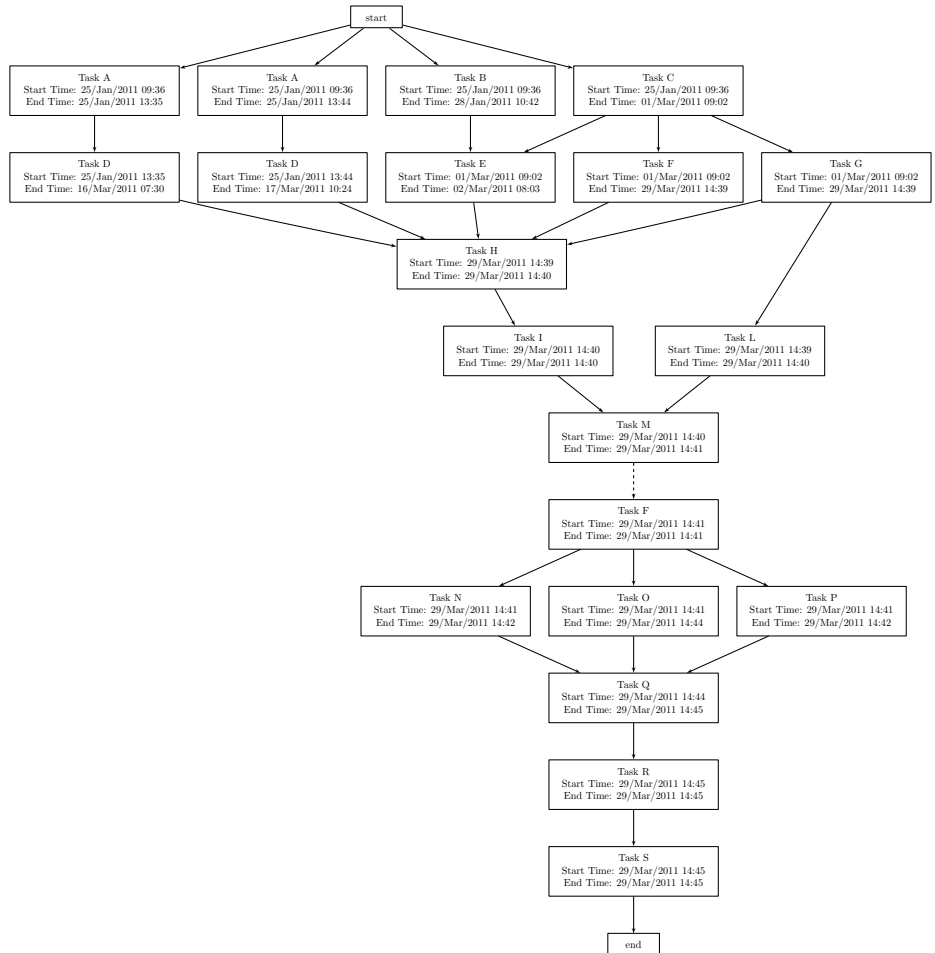 start
Task A
Start Time: 25/Jan/2011 09:36
End Time: 25/Jan/2011 13:35
Task A
Start Time: 25/Jan/2011 09:36
End Time: 25/Jan/2011 13:44
Task B
Start Time: 25/Jan/2011 09:36
End Time: 28/Jan/2011 10:42
Task C
Start Time: 25/Jan/2011 09:36
End Time: 01/Mar/2011 09:02
Task D
Start Time: 25/Jan/2011 13:35
End Time: 16/Mar/2011 07:30
Task D
Start Time: 25/Jan/2011 13:44
End Time: 17/Mar/2011 10:24
Task E
Start Time: 01/Mar/2011 09:02
End Time: 02/Mar/2011 08:03
Task F
Start Time: 01/Mar/2011 09:02
End Time: 29/Mar/2011 14:39
Task G
Start Time: 01/Mar/2011 09:02
End Time: 29/Mar/2011 14:39
Task H
Start Time: 29/Mar/2011 14:39
End Time: 29/Mar/2011 14:40
Task I
Start Time: 29/Mar/2011 14:40
End Time: 29/Mar/2011 14:40
Task L
Start Time: 29/Mar/2011 14:39
End Time: 29/Mar/2011 14:40
Task M
Start Time: 29/Mar/2011 14:40
End Time: 29/Mar/2011 14:41
Task F
Start Time: 29/Mar/2011 14:41
End Time: 29/Mar/2011 14:41
Task N
Start Time: 29/Mar/2011 14:41
End Time: 29/Mar/2011 14:42
Task O
Start Time: 29/Mar/2011 14:41
End Time: 29/Mar/2011 14:44
Task P
Start Time: 29/Mar/2011 14:41
End Time: 29/Mar/2011 14:42
Task Q
Start Time: 29/Mar/2011 14:44
End Time: 29/Mar/2011 14:45
Task R
Start Time: 29/Mar/2011 14:45
End Time: 29/Mar/2011 14:45
Task S
Start Time: 29/Mar/2011 14:45
End Time: 29/Mar/2011 14:45
end